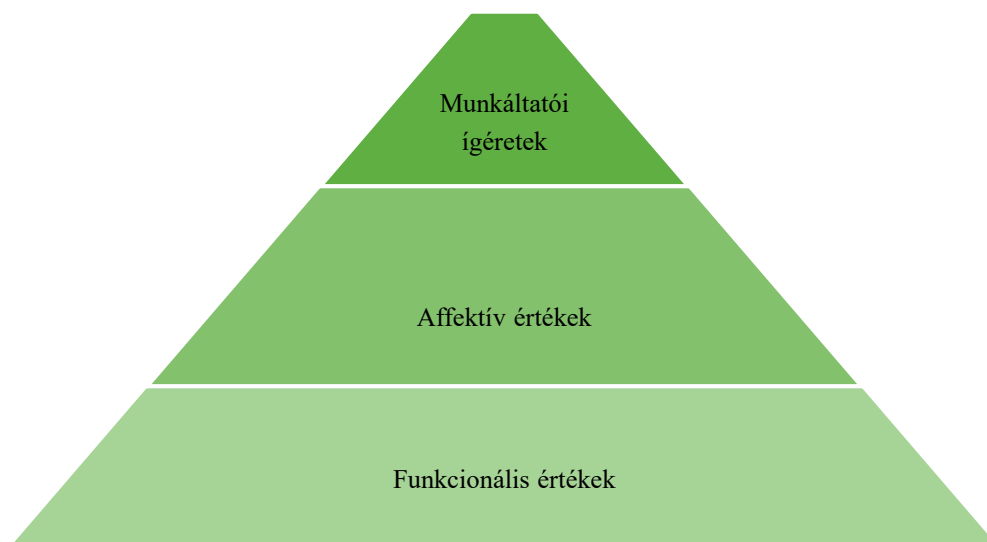 Munkáltatói
ígéretek
Affektív értékek
Funkcionális értékek